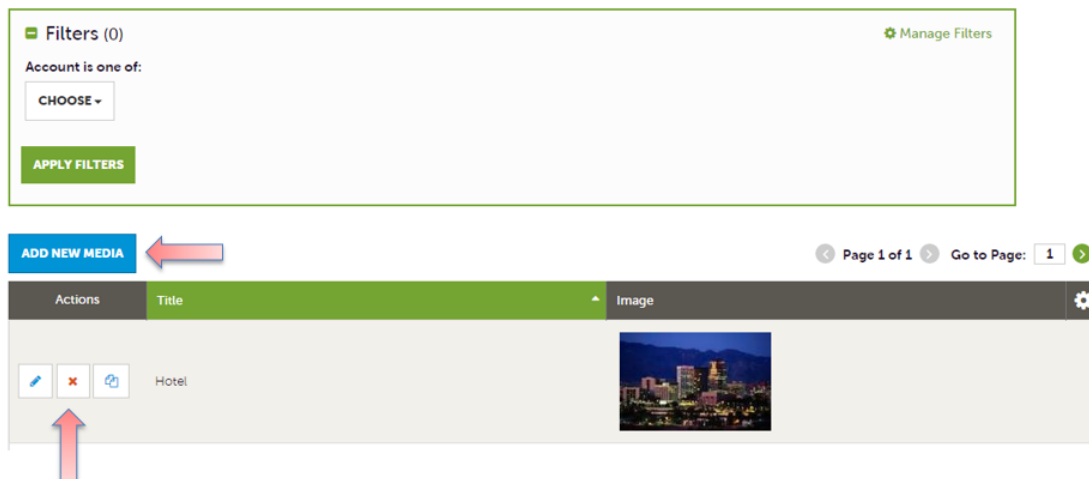 Filters (0)
Manage Filters
Account is one of:
CHOOSE
APPLY FILTERS
ADD NEW MEDIA
Page 1 of 1 Go to Page: 1
Actions Title Image
Hotel